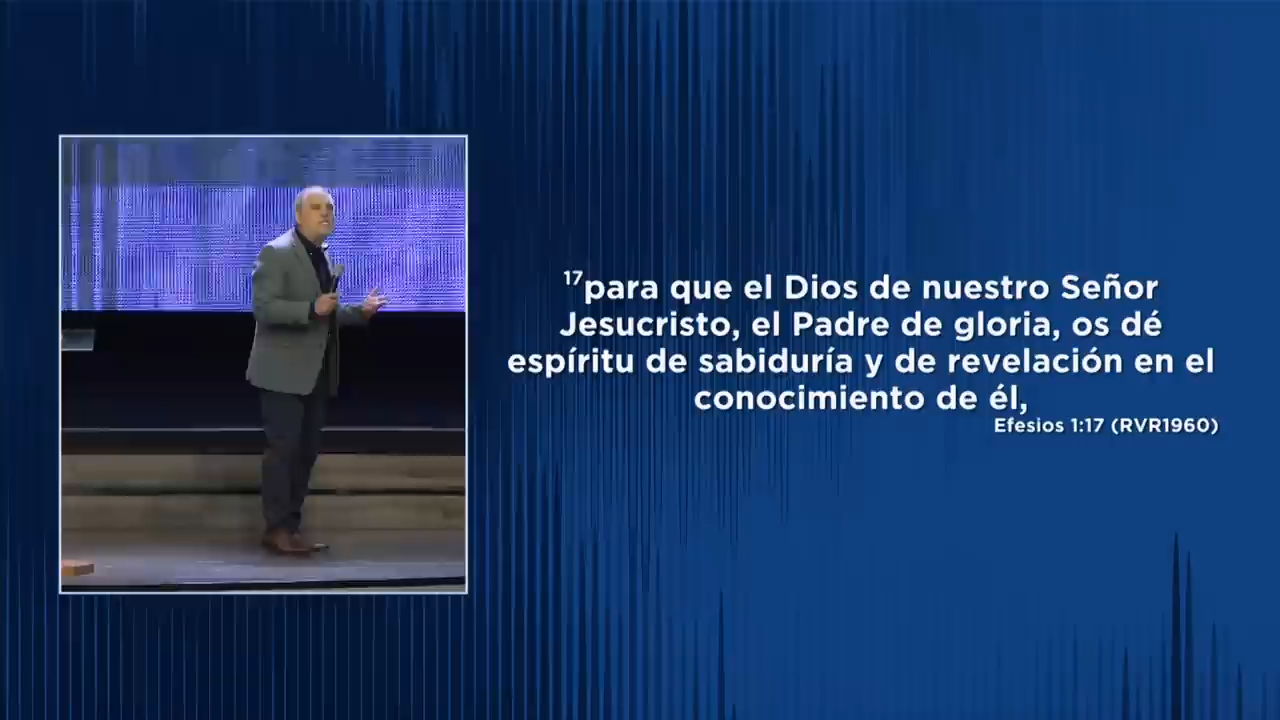 17para que el Dios de nuestro Señor
Jesucristo, el Padre de gloria, os dé
espíritu de sabiduría y de revelación en el
conocimiento de él,
Efesios 1:17 (RVR1960)